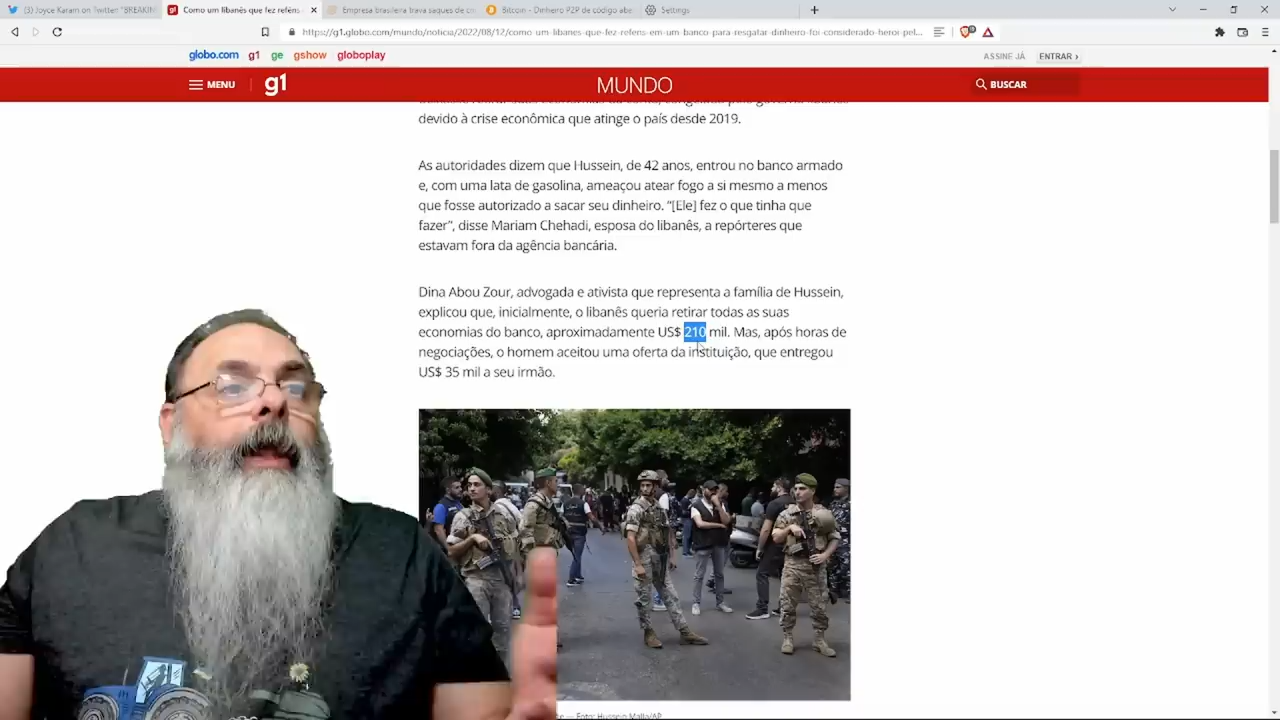 (3) Joyce Karam on Twitter: "BREAKIN
Como um libanês que fez reféns
Empresa brasileira trava saques de c
Bitcoin - Dinheiro P2P de código abe
Settings
https://g1.globo.com/mundo/noticia/2022/08/12/como-um-libanes-que-fez-refens-em-um-banco-para-resgatar-dinheiro-foi-considerado-heroi-pel...
globo.com g1 ge gshow globoplay
ASSINE JÁ ENTRAR ›
MENU g1 MUNDO BUSCAR
devido à crise econômica que atinge o país desde 2019.
As autoridades dizem que Hussein, de 42 anos, entrou no banco armado
e, com uma lata de gasolina, ameaçou atear fogo a si mesmo a menos
que fosse autorizado a sacar seu dinheiro. “[Ele] fez o que tinha que
fazer”, disse Mariam Chehadi, esposa do libanês, a repórteres que
estavam fora da agência bancária.
Dina Abou Zour, advogada e ativista que representa a família de Hussein,
explicou que, inicialmente, o libanês queria retirar todas as suas
economias do banco, aproximadamente US$ 210 mil. Mas, após horas de
negociações, o homem aceitou uma oferta da instituição, que entregou
US$ 35 mil a seu irmão.
— Foto: Hussein Malla/AP